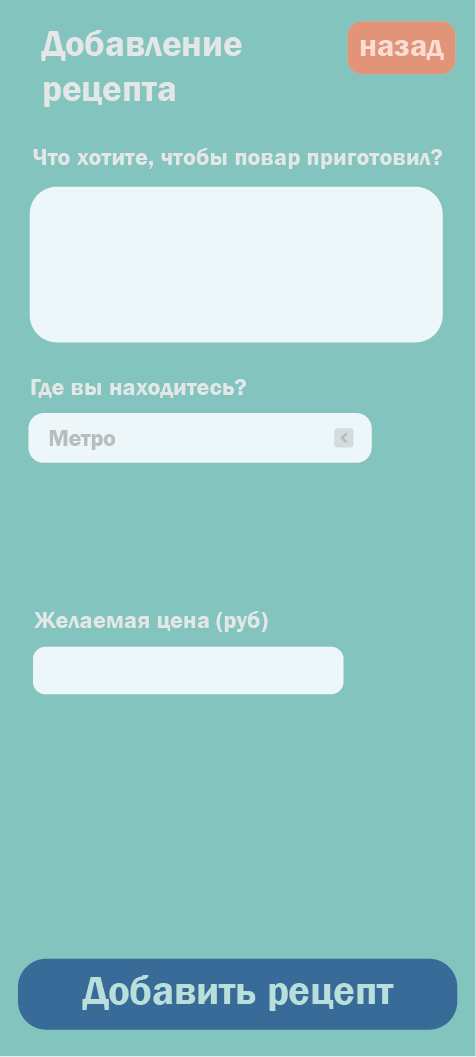 Добавление
рецепта
назад
Что хотите, чтобы повар приготовил?
Где вы находитесь?
Метро
Желаемая цена (руб)
Добавить рецепт